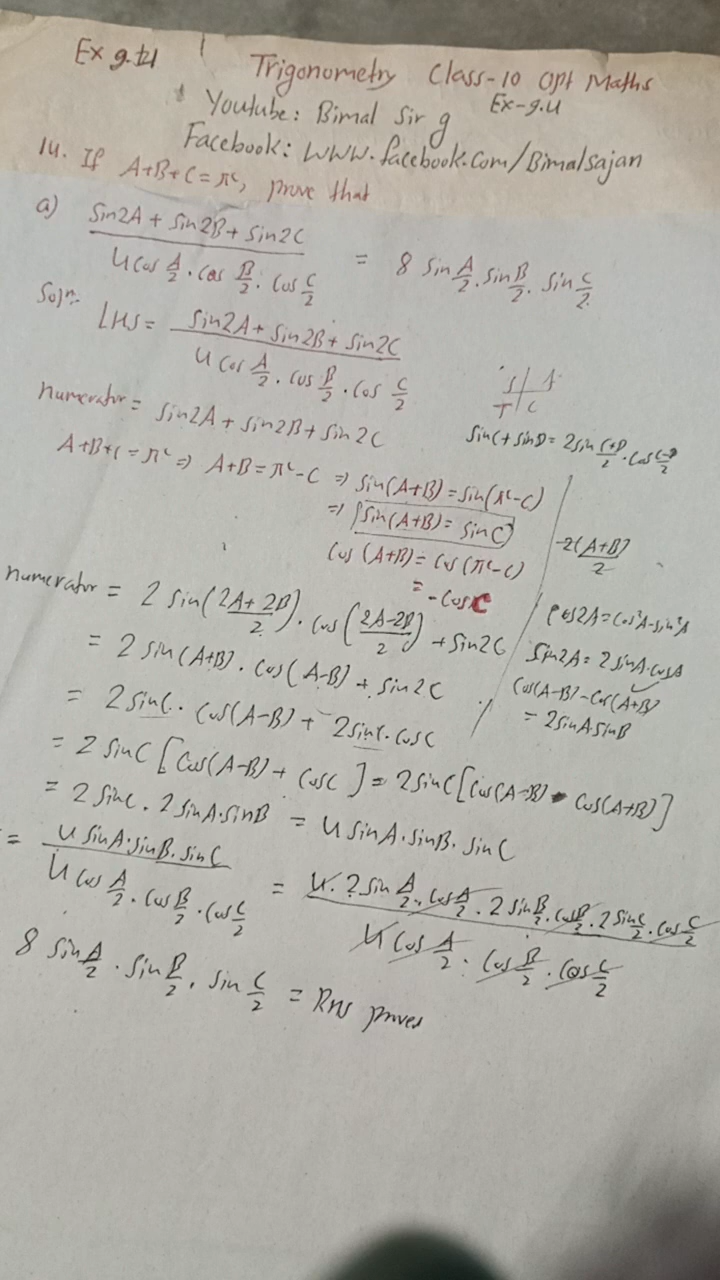 Ex 9.4
Trigonometry Class-10 Opt Maths
Ex-9.4
Youtube: Bimal Sir g
Facebook: WWW.facebook.Com/Bimalsajan
14. If A+B+C = πᶜ, prove that
a) (Sin2A + sin2B + sin2C) / (4 Cos A/2 · Cos B/2 · Cos C/2) = 8 Sin A/2 · Sin B/2 · Sin C/2
Soln.
LHS = (Sin2A + Sin2B + Sin2C) / (4 Cos A/2 · Cos B/2 · Cos C/2)
S | A
T | C
numerator = Sin2A + Sin2B + Sin2C
SinC + SinD = 2Sin (C+D)/2 · Cos (C-D)/2
A+B+C = πᶜ ⇒ A+B = πᶜ-C ⇒ Sin(A+B) = Sin(πᶜ-C)
⇒ Sin(A+B) = SinC
Cos(A+B) = Cos(πᶜ-C)
= -CosC
2(A+B)/2
numerator = 2 Sin((2A+2B)/2) · Cos((2A-2B)/2) + Sin2C
Cos2A = Cos²A - Sin²A
= 2 Sin(A+B) · Cos(A-B) + Sin2C
Sin2A = 2 SinA·CosA
= 2 SinC · Cos(A-B) + 2SinC·CosC
Cos(A-B) - Cos(A+B)
= 2SinA·SinB
= 2 SinC [Cos(A-B) + CosC] = 2SinC[Cos(A-B) - Cos(A+B)]
= 2 SinC · 2SinA·SinB = 4 SinA·SinB·SinC
= (4 SinA·SinB·SinC) / (4 Cos A/2 · Cos B/2 · Cos C/2) = (4 · 2 Sin A/2 · Cos A/2 · 2 Sin B/2 · Cos B/2 · 2 Sin C/2 · Cos C/2) / (4 Cos A/2 · Cos B/2 · Cos C/2)
8 Sin A/2 · Sin B/2 · Sin C/2 = RHS proves